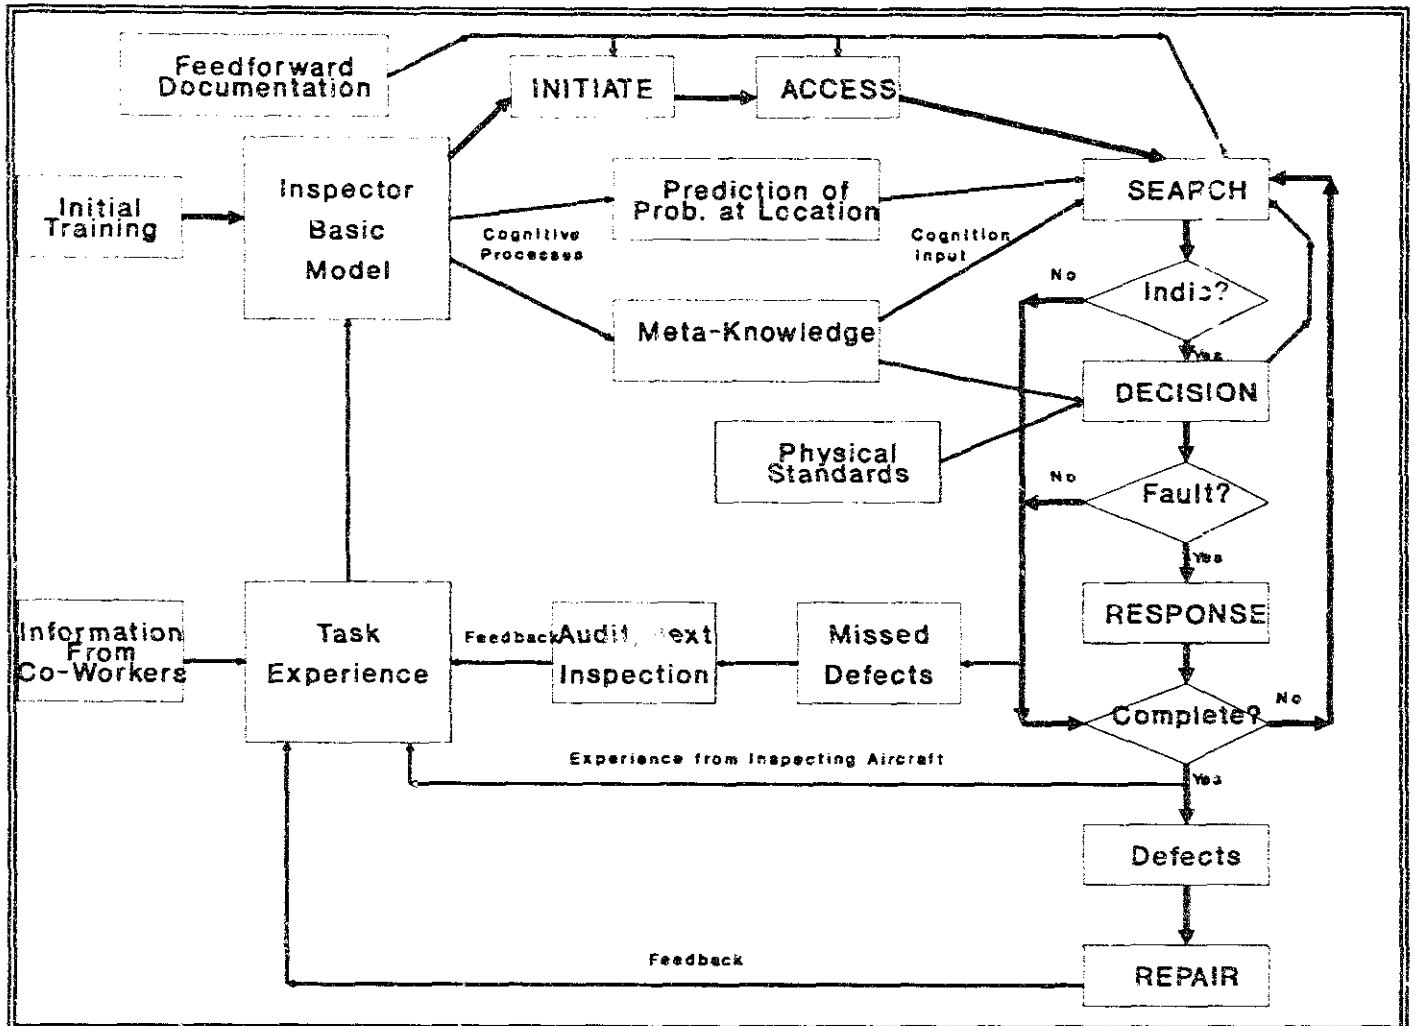 Feedforward
Documentation
INITIATE
ACCESS
Initial
Training
Inspector
Basic
Model
Cognitive
Processes
Prediction of
Prob. at Location
Cognition
Input
SEARCH
No
Indic?
Yes
Meta-Knowledge
DECISION
Physical
Standards
No
Fault?
Yes
RESPONSE
Information
From
Co-Workers
Task
Experience
Feedback
Audit,
Inspection
Missed
Defects
Complete?
No
Yes
Experience from Inspecting Aircraft
Defects
Feedback
REPAIR